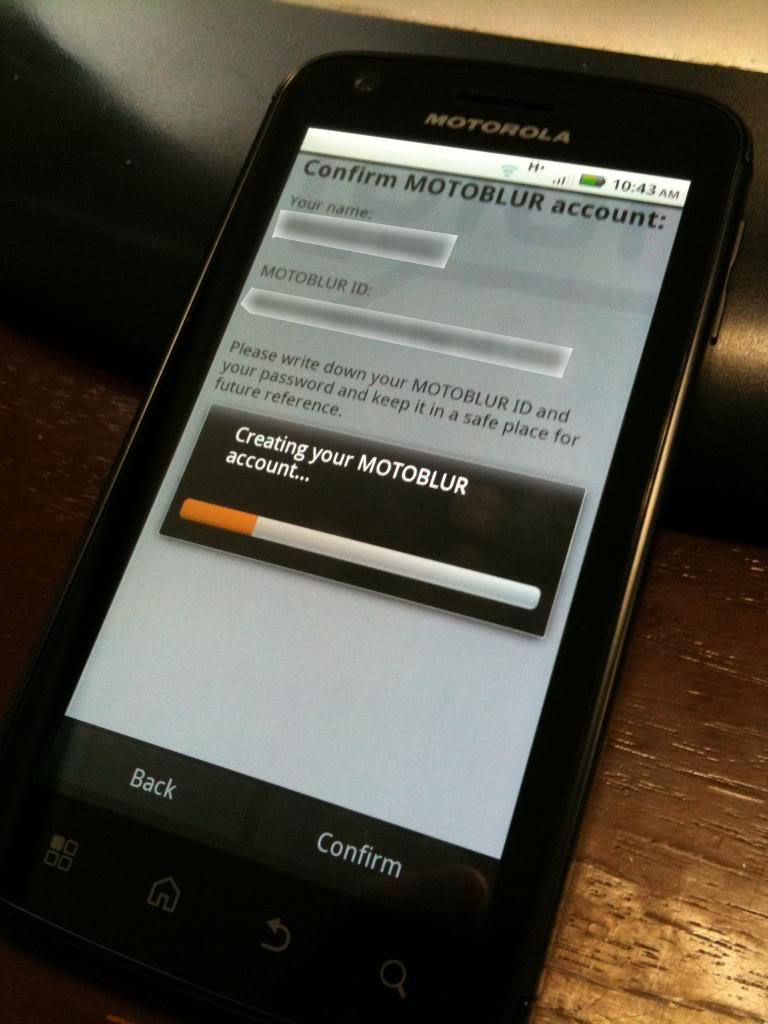 MOTOROLA
H+ 10:43 AM
Confirm MOTOBLUR account:
Your name:
MOTOBLUR ID:
Please write down your MOTOBLUR ID and
your password and keep it in a safe place for
future reference.
Creating your MOTOBLUR
account...
Back
Confirm